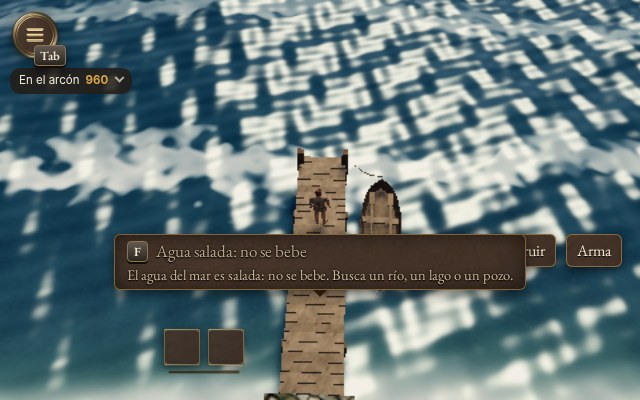 Tab
En el arcón 960
F Agua salada: no se bebe
El agua del mar es salada: no se bebe. Busca un río, un lago o un pozo.
Arma